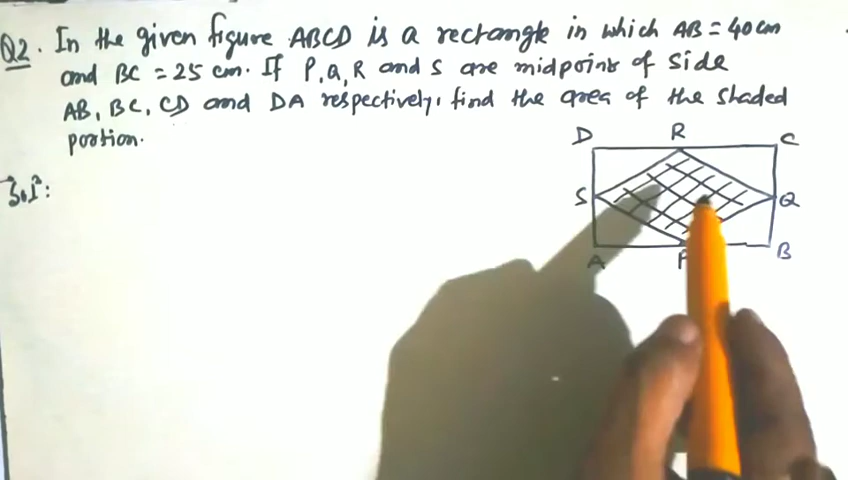 Q2. In the given figure ABCD is a rectangle in which AB = 40 cm
and BC = 25 cm. If P,Q,R and S are midpoint of side
AB, BC, CD and DA respectively, find the area of the shaded
portion.
D R C
Sol:
S Q
A P B